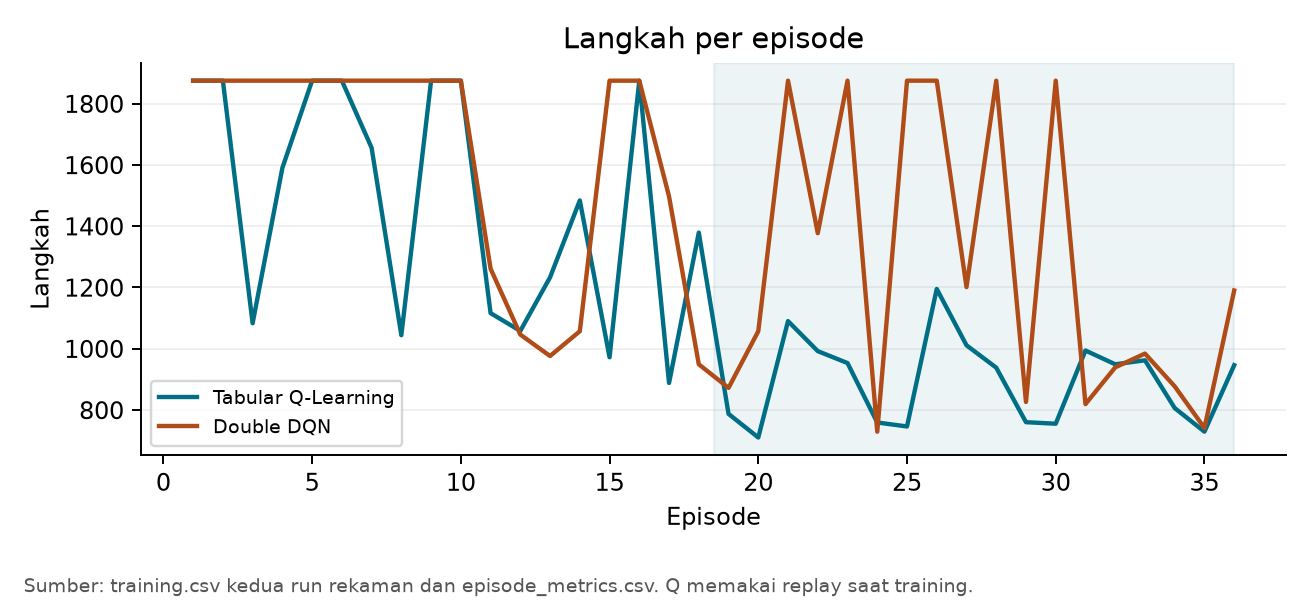 Langkah per episode
1800
1600
1400
1200
1000
800
Langkah
Tabular Q-Learning
Double DQN
0 5 10 15 20 25 30 35
Episode
Sumber: training.csv kedua run rekaman dan episode_metrics.csv. Q memakai replay saat training.